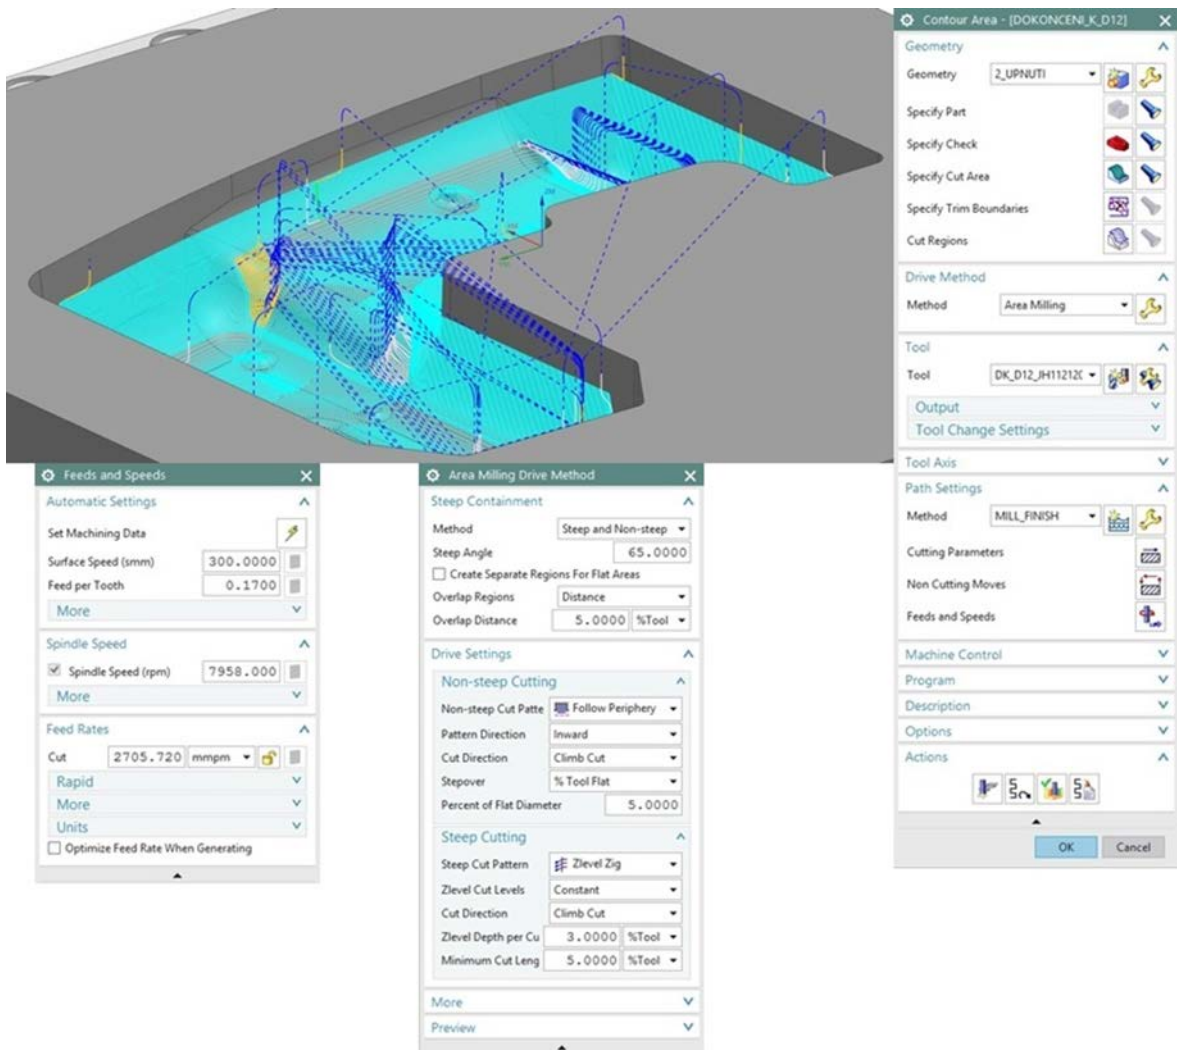 Contour Area - [DOKONCENI_K_D12]
Geometry
Geometry 2_UPNUTI
Specify Part
Specify Check
Specify Cut Area
Specify Trim Boundaries
Cut Regions
Drive Method
Method Area Milling
Tool
Tool DK_D12_JH11212(
Output
Tool Change Settings
Tool Axis
Path Settings
Method MILL_FINISH
Cutting Parameters
Non Cutting Moves
Feeds and Speeds
Machine Control
Program
Description
Options
Actions
OK Cancel
Feeds and Speeds
Automatic Settings
Set Machining Data
Surface Speed (smm) 300.0000
Feed per Tooth 0.1700
More
Spindle Speed
Spindle Speed (rpm) 7958.000
More
Feed Rates
Cut 2705.720 mmpm
Rapid
More
Units
Optimize Feed Rate When Generating
Area Milling Drive Method
Steep Containment
Method Steep and Non-steep
Steep Angle 65.0000
Create Separate Regions For Flat Areas
Overlap Regions Distance
Overlap Distance 5.0000 %Tool
Drive Settings
Non-steep Cutting
Non-steep Cut Patte Follow Periphery
Pattern Direction Inward
Cut Direction Climb Cut
Stepover % Tool Flat
Percent of Flat Diameter 5.0000
Steep Cutting
Steep Cut Pattern Zlevel Zig
Zlevel Cut Levels Constant
Cut Direction Climb Cut
Zlevel Depth per Cu 3.0000 %Tool
Minimum Cut Leng 5.0000 %Tool
More
Preview